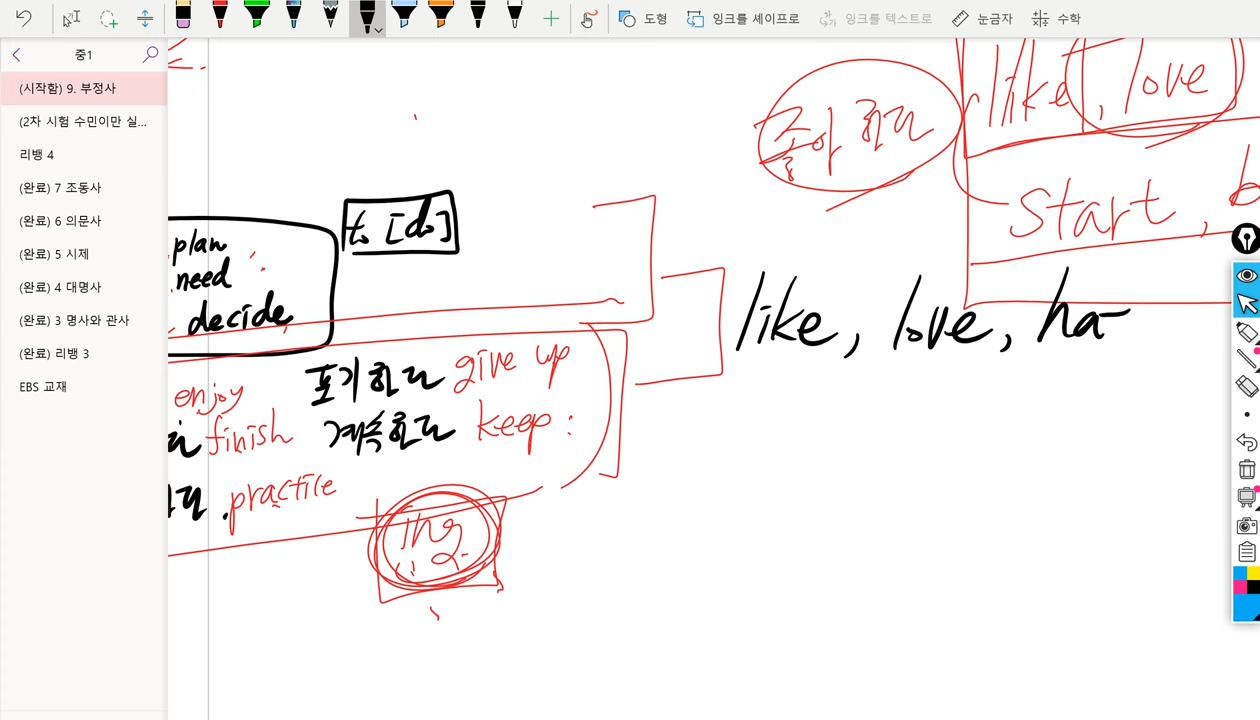 도형
잉크를 셰이프로
잉크를 텍스트로
눈금자
수학
중1
(시작함) 9. 부정사
(2차 시험 수민이만 실...
리뱅 4
(완료) 7 조동사
(완료) 6 의문사
(완료) 5 시제
(완료) 4 대명사
(완료) 3 명사와 관사
(완료) 리뱅 3
EBS 교재
like, love
좋아한다
start, b
to [do]
plan
need
decide
like, love, ha
enjoy 포기한다 give up
finish 계속한다 keep :
practice
ing